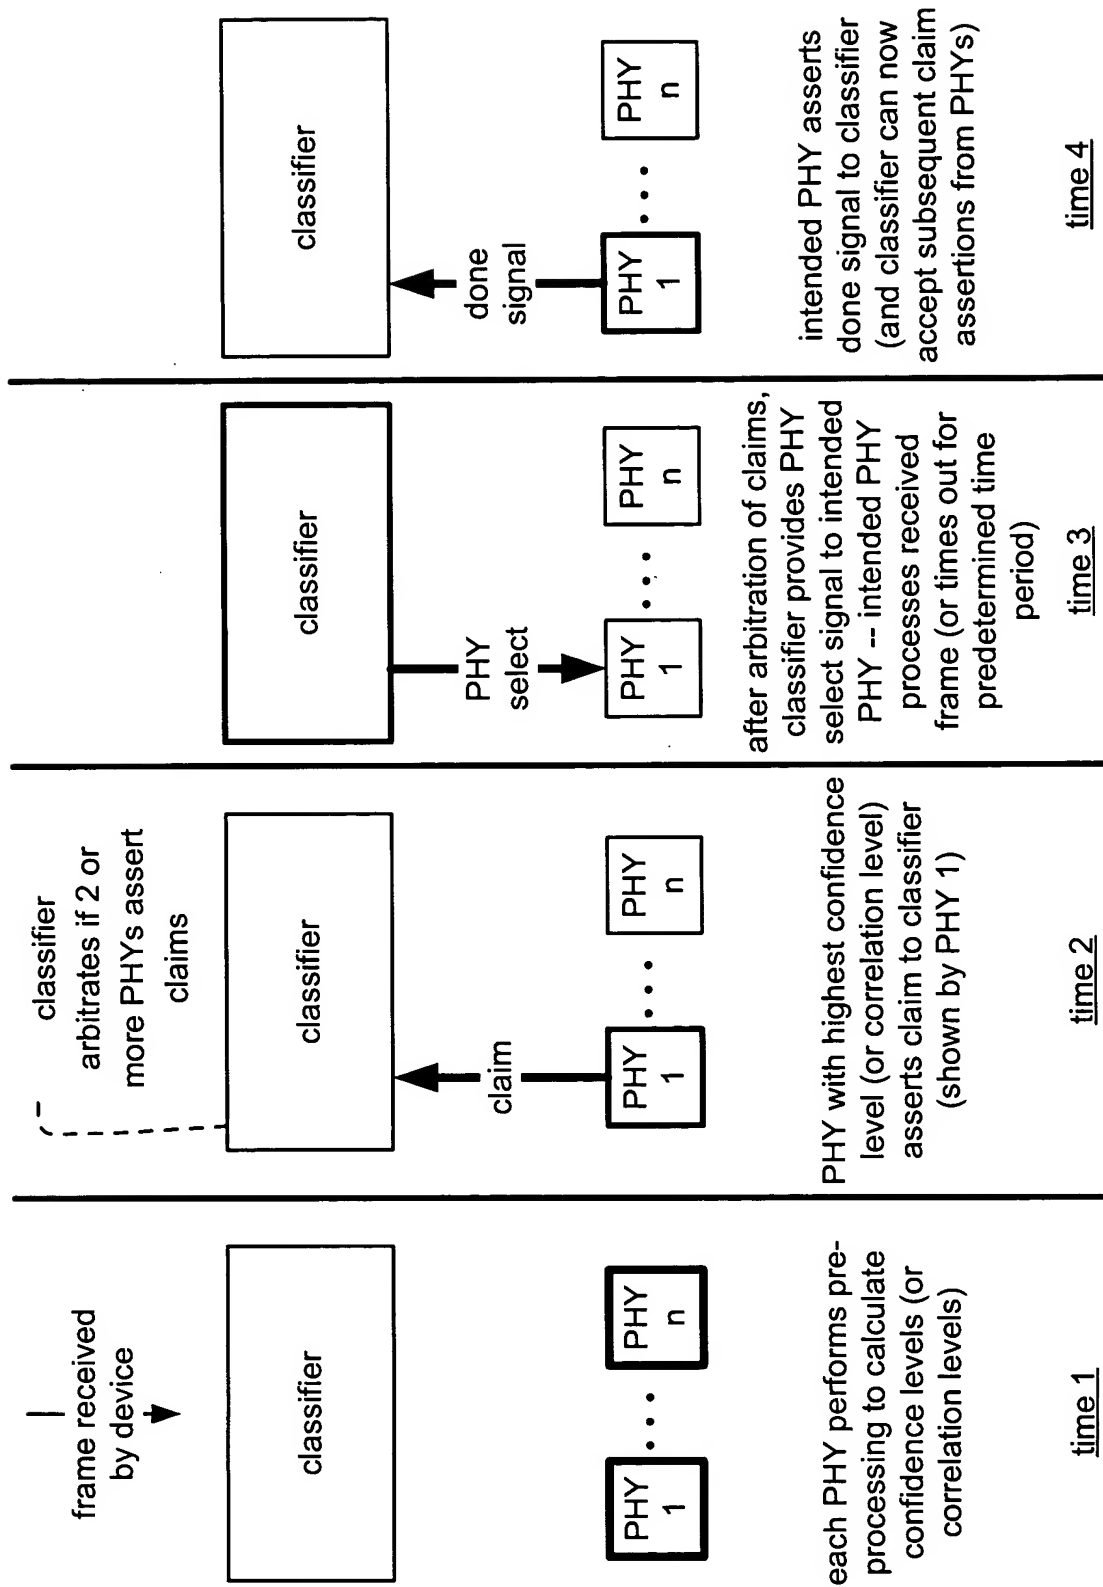 frame received
by device
classifier
PHY
1
PHY
n
each PHY performs pre-
processing to calculate
confidence levels (or
correlation levels)
time 1
classifier
arbitrates if 2 or
more PHYs assert
claims
classifier
claim
PHY
1
PHY
n
PHY with highest confidence
level (or correlation level)
asserts claim to classifier
(shown by PHY 1)
time 2
classifier
PHY
select
PHY
1
PHY
n
after arbitration of claims,
classifier provides PHY
select signal to intended
PHY -- intended PHY
processes received
frame (or times out for
predetermined time
period)
time 3
classifier
done
signal
PHY
1
PHY
n
intended PHY asserts
done signal to classifier
(and classifier can now
accept subsequent claim
assertions from PHYs)
time 4